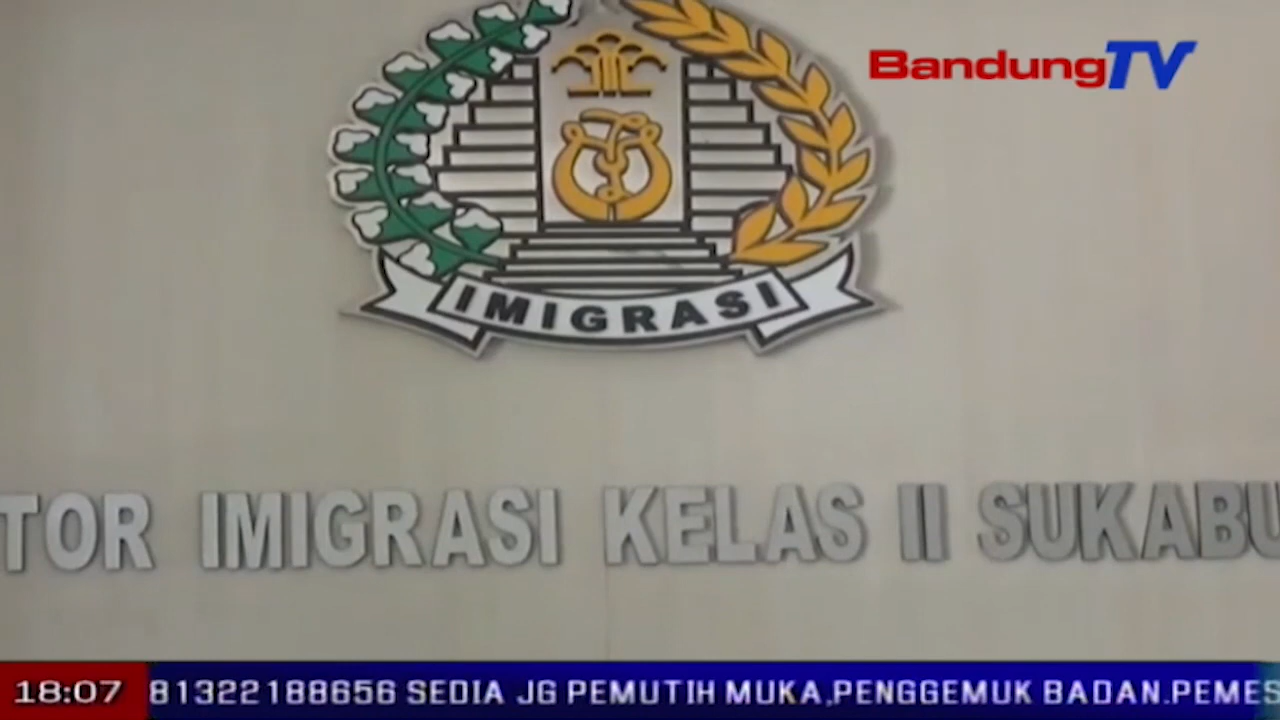 BandungTV
IMIGRASI
TOR IMIGRASI KELAS II SUKABU
18:07 81322188656 SEDIA JG PEMUTIH MUKA,PENGGEMUK BADAN.PEMES